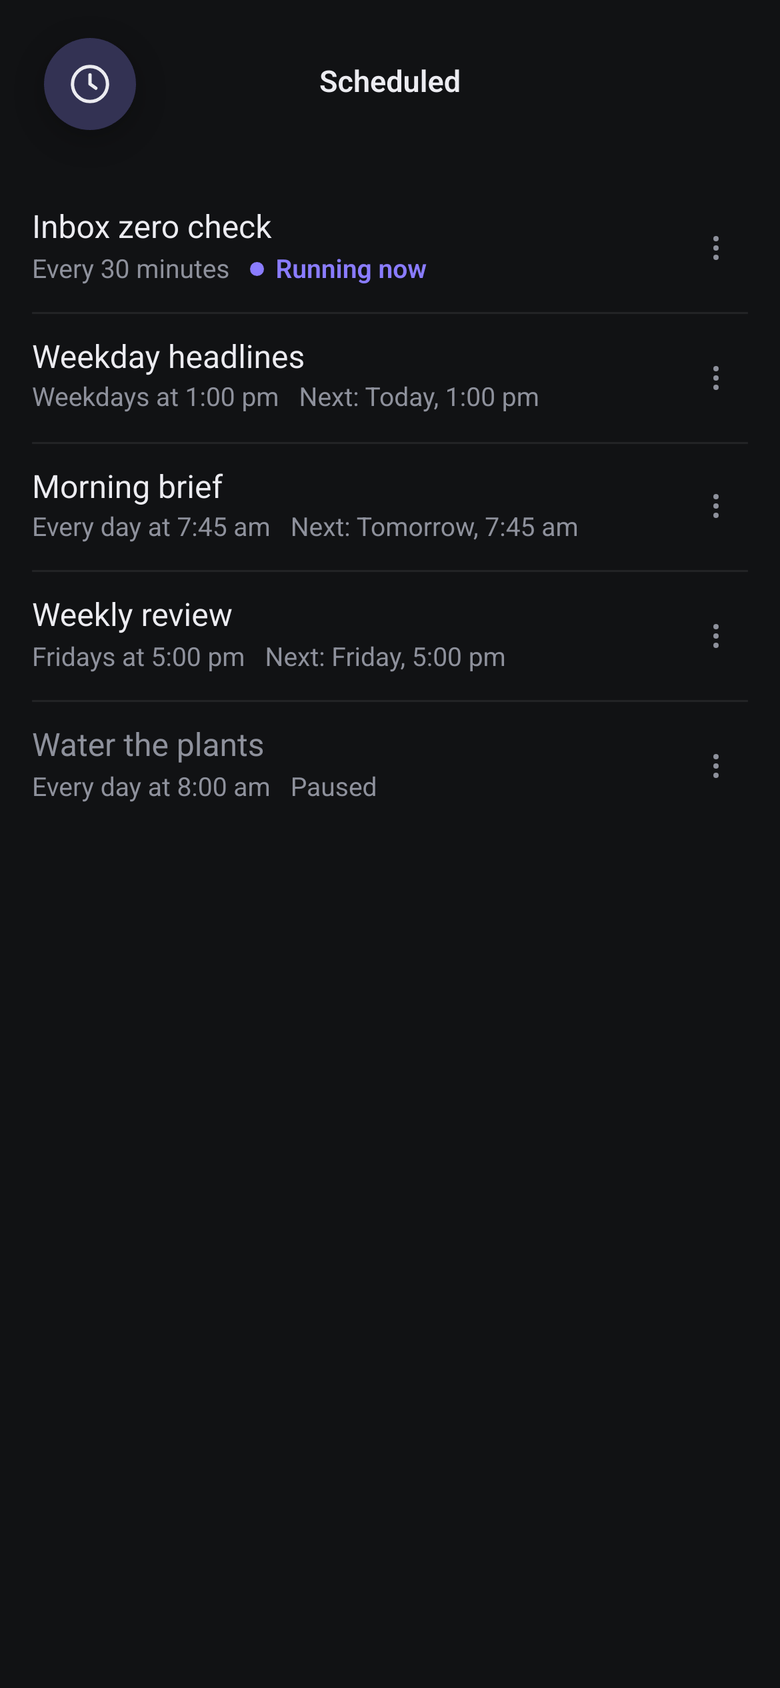 Scheduled
Inbox zero check
Every 30 minutes Running now
Weekday headlines
Weekdays at 1:00 pm Next: Today, 1:00 pm
Morning brief
Every day at 7:45 am Next: Tomorrow, 7:45 am
Weekly review
Fridays at 5:00 pm Next: Friday, 5:00 pm
Water the plants
Every day at 8:00 am Paused